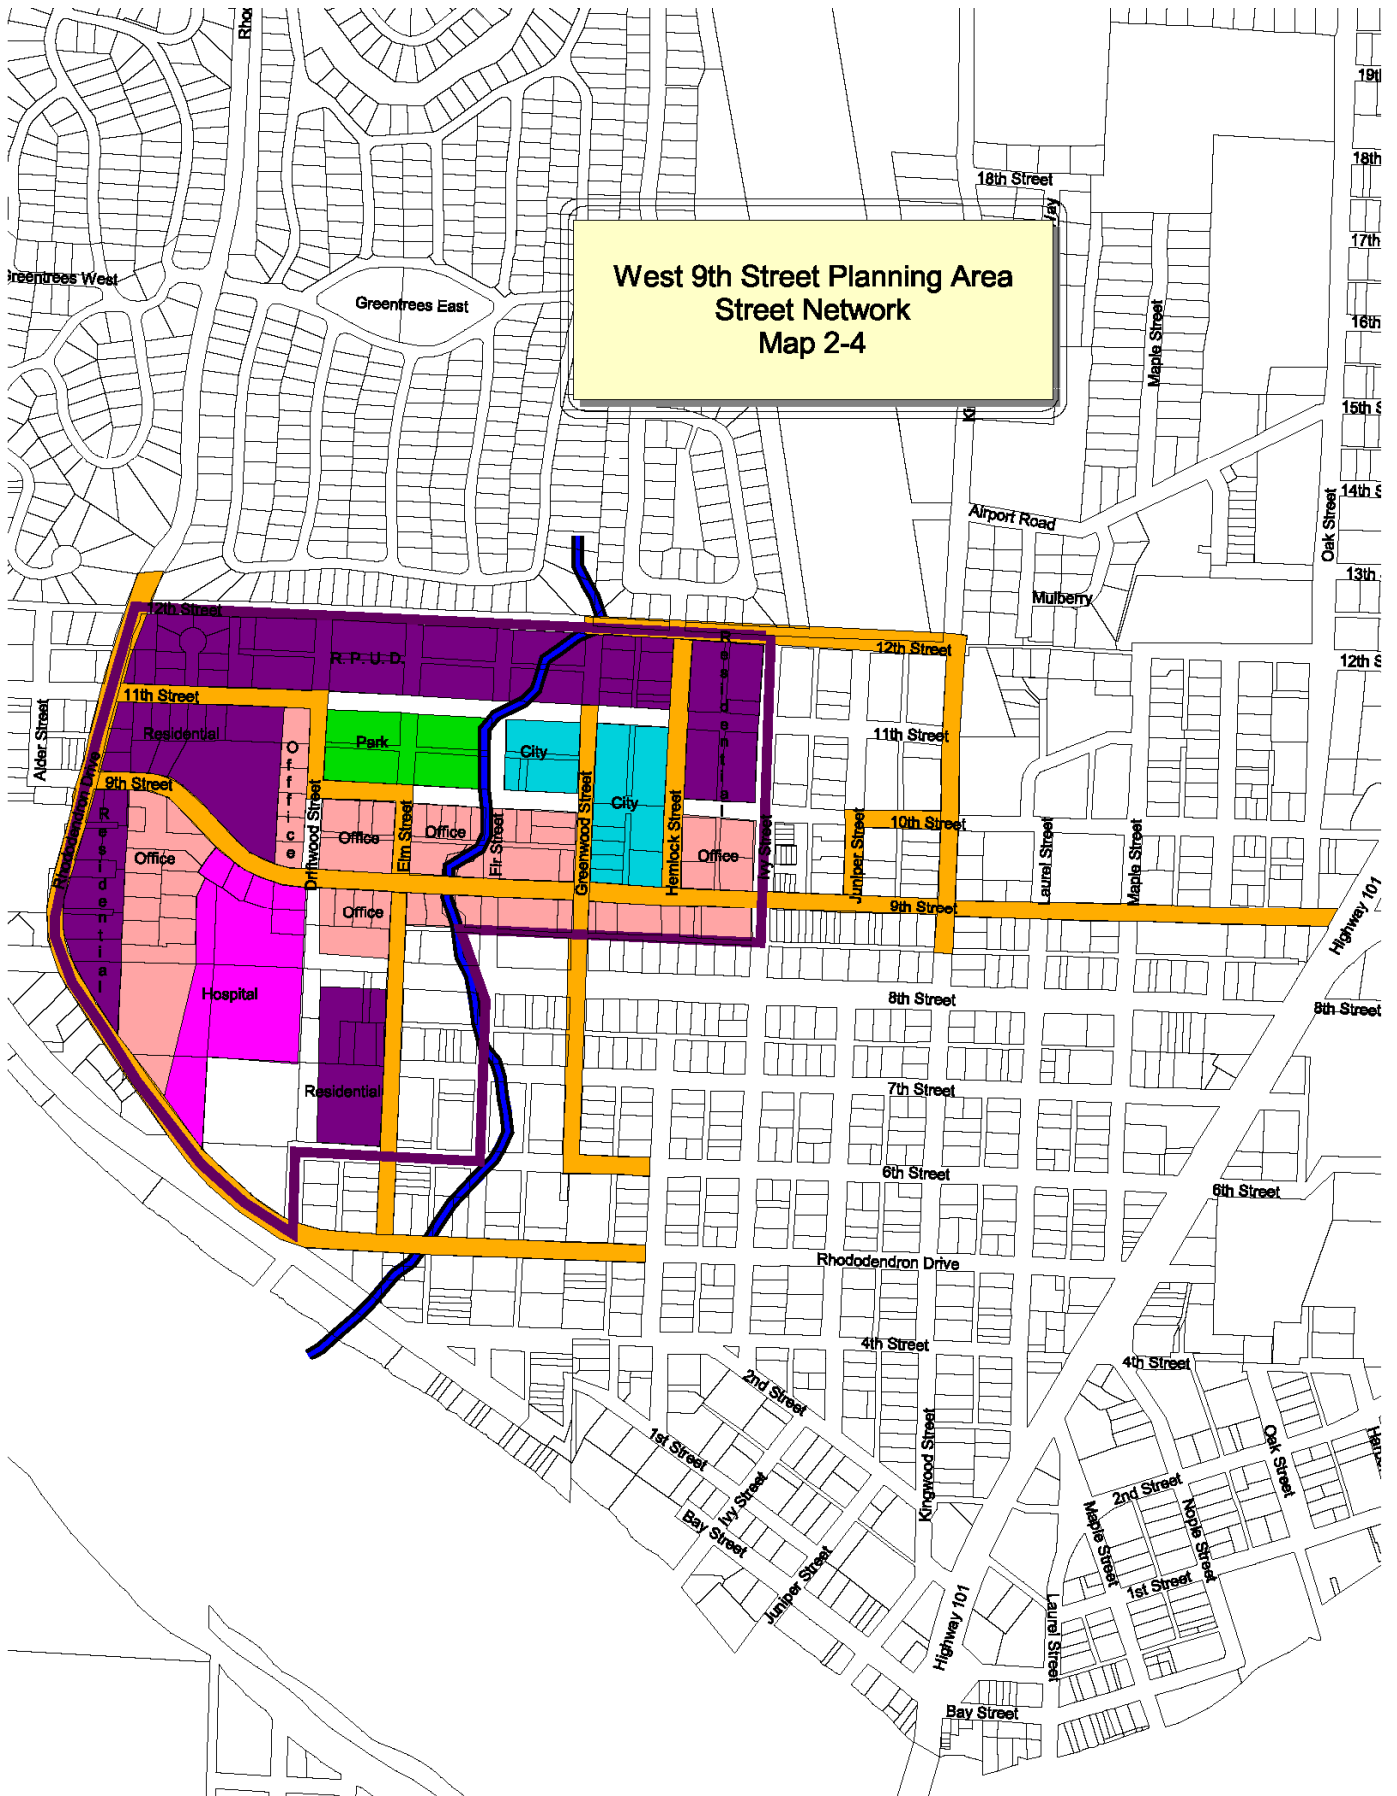 19th
18th
18th Street
17th
Greentrees West
Greentrees East
West 9th Street Planning Area
Street Network
Map 2-4
Maple Street
16th
15th S
14th S
Airport Road
Oak Street
13th
Mulberry
12th Street
12th Street
12th S
R. P. U. D.
Residential
11th Street
11th Street
Alder Street
Residential
Office
Park
City
City
9th Street
Rhododendron Drive
Residential
Office
Driftwood Street
Office
Elm Street
Office
Fir Street
Greenwood Street
Hemlock Street
Office
Ivy Street
Juniper Street
10th Street
Laurel Street
Maple Street
9th Street
Office
Highway 101
Hospital
8th Street
8th Street
Residential
7th Street
6th Street
6th Street
Rhododendron Drive
4th Street
4th Street
2nd Street
1st Street
Kingwood Street
Oak Street
2nd Street
Ivy Street
Bay Street
Maple Street
Nople Street
Juniper Street
1st Street
Highway 101
Laurel Street
Bay Street